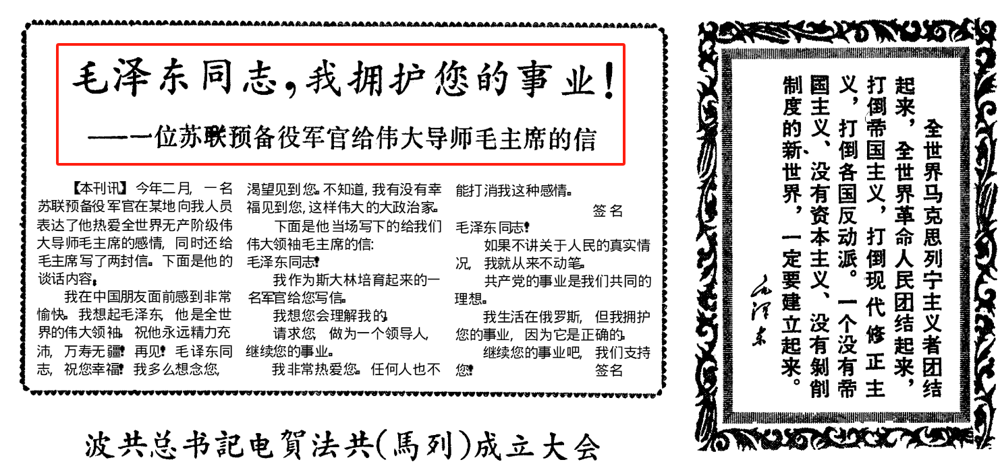 毛泽东同志，我拥护您的事业！
——一位苏联预备役军官给伟大导师毛主席的信
【本刊讯】今年二月，一名
苏联预备役军官在某地向我人员
表达了他热爱全世界无产阶级伟
大导师毛主席的感情，同时还给
毛主席写了两封信。下面是他的
谈话内容：
我在中国朋友面前感到非常
愉快。我想起毛泽东，他是全世
界的伟大领袖。祝他永远精力充
沛，万寿无疆！再见！毛译东同
志，祝您幸福！我多么想念您，
渴望见到您。不知道，我有没有幸
福见到您，这样伟大的大政治家。
下面是他当场写下的给我们
伟大领袖毛主席的信：
毛泽东同志！
我作为斯大林培育起来的一
名军官给您写信。
我想您会理解我的。
请求您，做为一个领导人，
继续您的事业。
我非常热爱您。任何人也不
能打消我这种感情。
签名
毛泽东同志！
如果不讲关于人民的真实情
况，我就从来不动笔。
共产党的事业是我们共同的
理想。
我生活在俄罗斯，但我拥护
您的事业，因为它是正确的。
继续您的事业吧，我们支持
您！签名
全世界马克思列宁主义者团结
起来，全世界革命人民团结起来，
打倒帝国主义，打倒现代修正主
义，打倒各国反动派。一个没有帝
国主义、没有资本主义、没有剝削
制度的新世界，一定要建立起来。
毛泽东
波共总书記电賀法共(馬列)成立大会